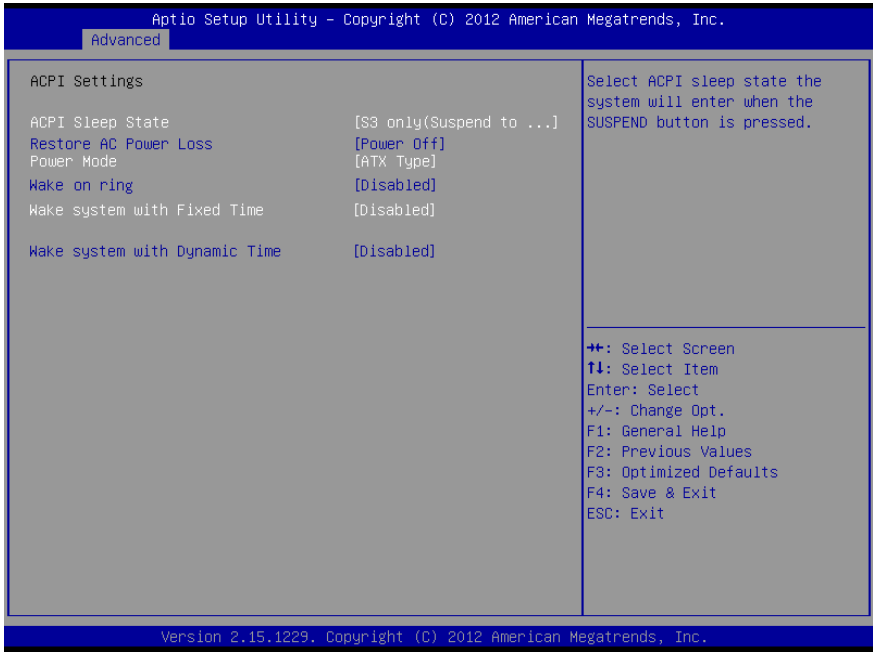 Aptio Setup Utility – Copyright (C) 2012 American Megatrends, Inc.
Advanced
ACPI Settings
ACPI Sleep State [S3 only(Suspend to ...]
Restore AC Power Loss [Power Off]
Power Mode [ATX Type]
Wake on ring [Disabled]
Wake system with Fixed Time [Disabled]
Wake system with Dynamic Time [Disabled]
Select ACPI sleep state the
system will enter when the
SUSPEND button is pressed.
→←: Select Screen
↑↓: Select Item
Enter: Select
+/-: Change Opt.
F1: General Help
F2: Previous Values
F3: Optimized Defaults
F4: Save & Exit
ESC: Exit
Version 2.15.1229. Copyright (C) 2012 American Megatrends, Inc.